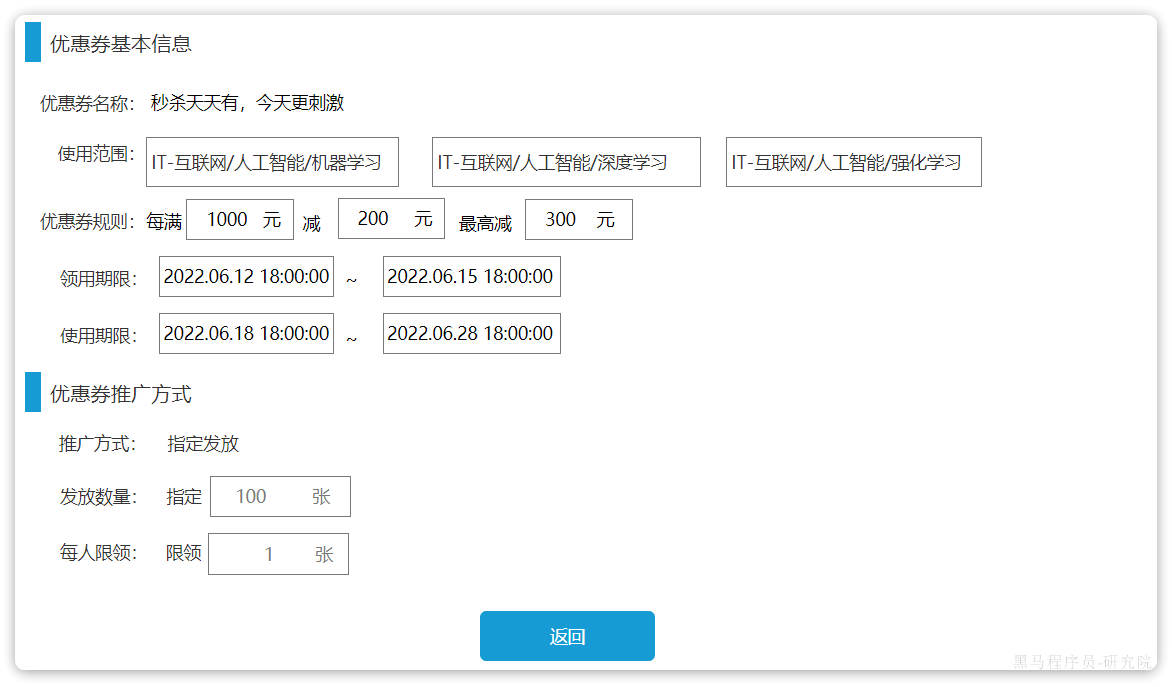 优惠券基本信息
优惠券名称： 秒杀天天有，今天更刺激
使用范围： IT-互联网/人工智能/机器学习 IT-互联网/人工智能/深度学习 IT-互联网/人工智能/强化学习
优惠券规则： 每满 1000 元 减 200 元 最高减 300 元
领用期限： 2022.06.12 18:00:00 ~ 2022.06.15 18:00:00
使用期限： 2022.06.18 18:00:00 ~ 2022.06.28 18:00:00
优惠券推广方式
推广方式： 指定发放
发放数量： 指定 100 张
每人限领： 限领 1 张
返回
黑马程序员-研究院